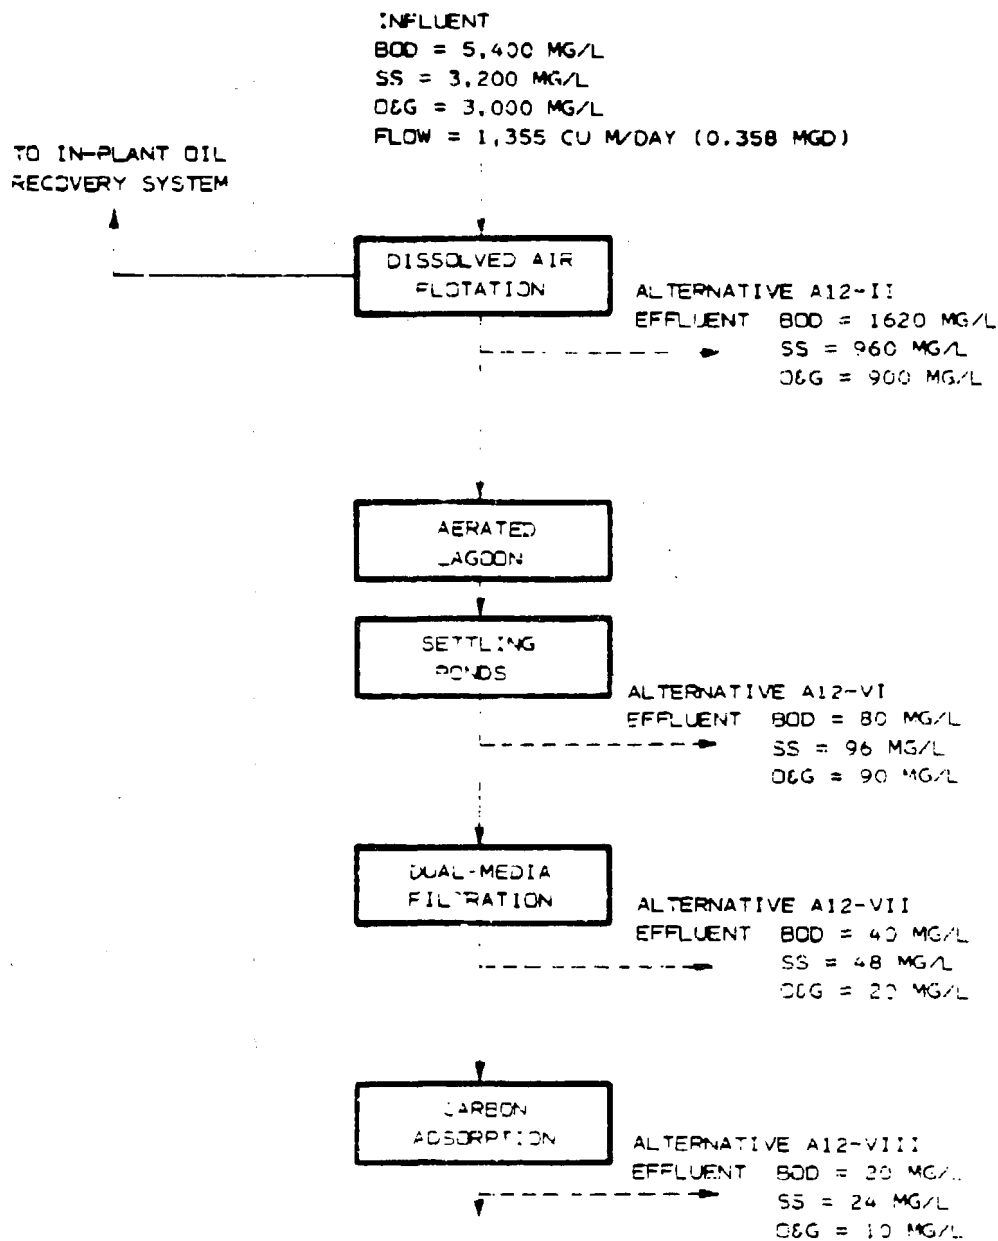 INFLUENT
BOD = 5,400 MG/L
SS = 3,200 MG/L
O&G = 3,000 MG/L
FLOW = 1,355 CU M/DAY (0.358 MGD)
TO IN-PLANT OIL
RECOVERY SYSTEM
DISSOLVED AIR
FLOTATION
ALTERNATIVE A12-II
EFFLUENT BOD = 1620 MG/L
SS = 960 MG/L
O&G = 900 MG/L
AERATED
LAGOON
SETTLING
PONDS
ALTERNATIVE A12-VI
EFFLUENT BOD = 80 MG/L
SS = 96 MG/L
O&G = 90 MG/L
DUAL-MEDIA
FILTRATION
ALTERNATIVE A12-VII
EFFLUENT BOD = 40 MG/L
SS = 48 MG/L
O&G = 20 MG/L
CARBON
ADSORPTION
ALTERNATIVE A12-VIII
EFFLUENT BOD = 20 MG/L
SS = 24 MG/L
O&G = 10 MG/L